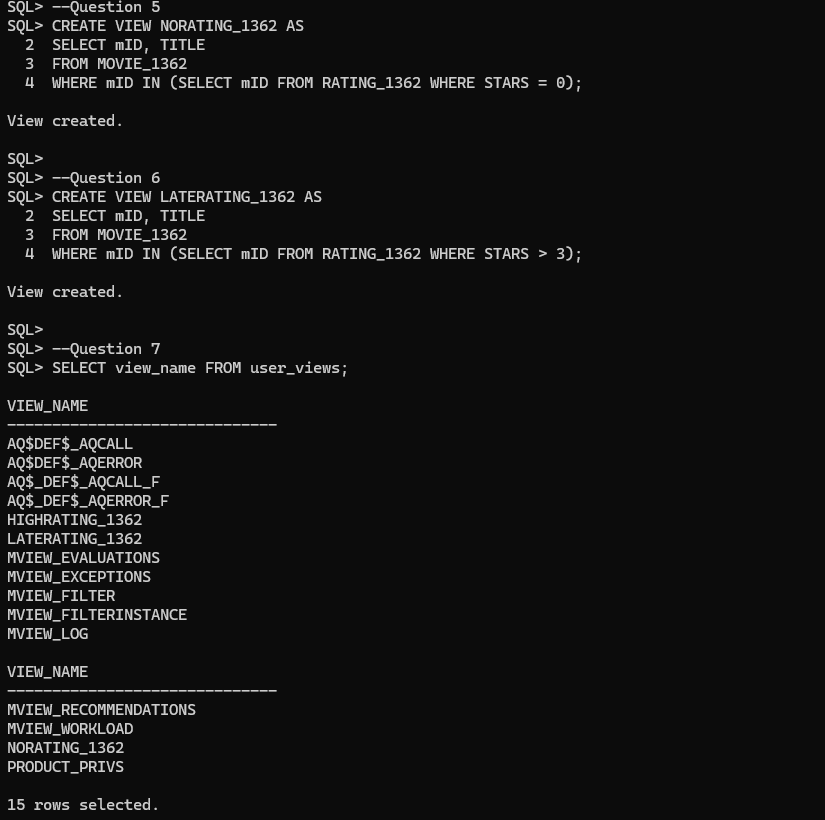 SQL> --Question 5
SQL> CREATE VIEW NORATING_1362 AS
  2  SELECT mID, TITLE
  3  FROM MOVIE_1362
  4  WHERE mID IN (SELECT mID FROM RATING_1362 WHERE STARS = 0);

View created.

SQL>
SQL> --Question 6
SQL> CREATE VIEW LATERATING_1362 AS
  2  SELECT mID, TITLE
  3  FROM MOVIE_1362
  4  WHERE mID IN (SELECT mID FROM RATING_1362 WHERE STARS > 3);

View created.

SQL>
SQL> --Question 7
SQL> SELECT view_name FROM user_views;

VIEW_NAME
------------------------------
AQ$DEF$_AQCALL
AQ$DEF$_AQERROR
AQ$_DEF$_AQCALL_F
AQ$_DEF$_AQERROR_F
HIGHRATING_1362
LATERATING_1362
MVIEW_EVALUATIONS
MVIEW_EXCEPTIONS
MVIEW_FILTER
MVIEW_FILTERINSTANCE
MVIEW_LOG

VIEW_NAME
------------------------------
MVIEW_RECOMMENDATIONS
MVIEW_WORKLOAD
NORATING_1362
PRODUCT_PRIVS

15 rows selected.